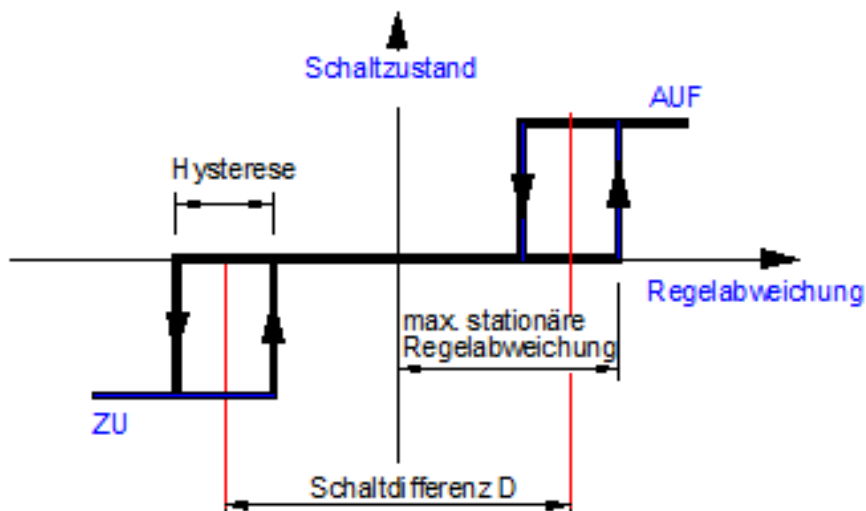 Schaltzustand
AUF
Hysterese
Regelabweichung
max. stationäre
Regelabweichung
ZU
Schaltdifferenz D